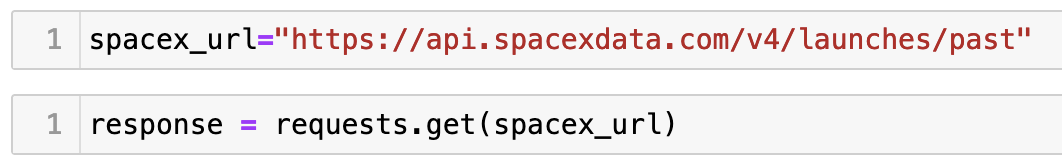 1 spacex_url="https://api.spacexdata.com/v4/launches/past"
1 response = requests.get(spacex_url)